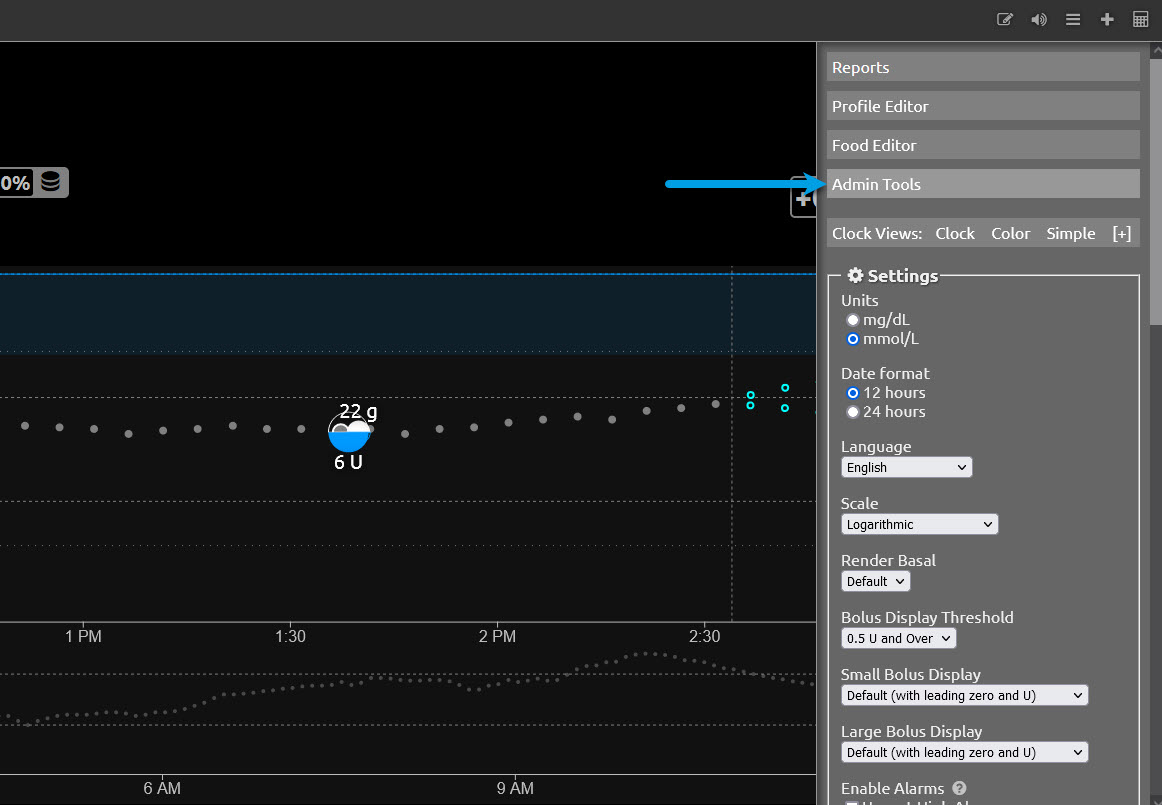 Reports
Profile Editor
Food Editor
Admin Tools
0%
Clock Views: Clock Color Simple [+]
Settings
Units
mg/dL
mmol/L
Date format
12 hours
24 hours
Language
English
Scale
Logarithmic
Render Basal
Default
Bolus Display Threshold
0.5 U and Over
Small Bolus Display
Default (with leading zero and U)
Large Bolus Display
Default (with leading zero and U)
Enable Alarms ?
22 g
6 U
1 PM 1:30 2 PM 2:30
6 AM 9 AM